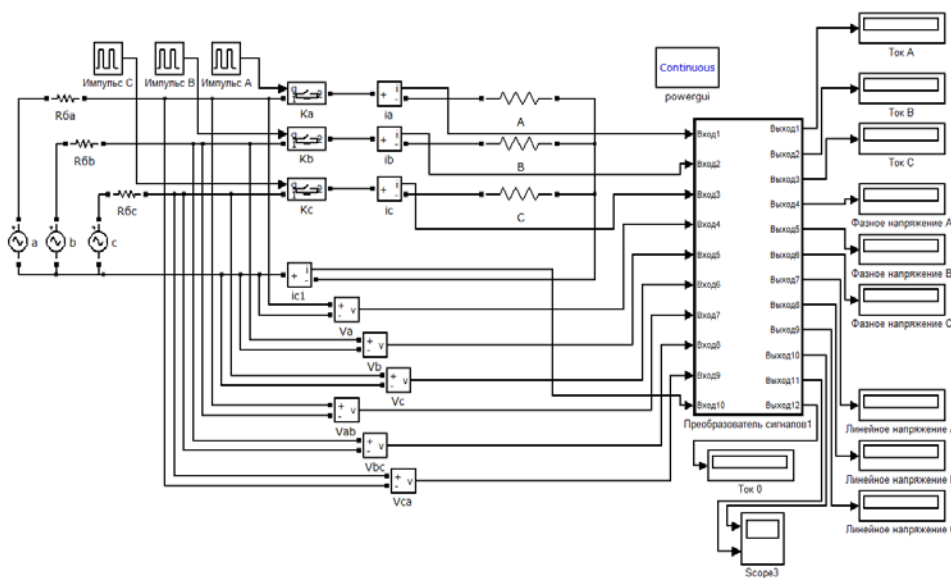 Импульс C
Импульс B
Импульс A
Continuous
powergui
Rба
Rбb
Rбc
Ka
Kb
Kc
ia
ib
ic
A
B
C
a
b
c
ic1
Va
Vb
Vc
Vab
Vbc
Vca
Вход1
Вход2
Вход3
Вход4
Вход5
Вход6
Вход7
Вход8
Вход9
Вход10
Выход1
Выход2
Выход3
Выход4
Выход5
Выход6
Выход7
Выход8
Выход9
Выход10
Выход11
Выход12
Преобразователь сигналов1
Ток A
Ток B
Ток C
Фазное напряжение A
Фазное напряжение B
Фазное напряжение C
Линейное напряжение
Линейное напряжение
Линейное напряжение
Ток 0
Scope3